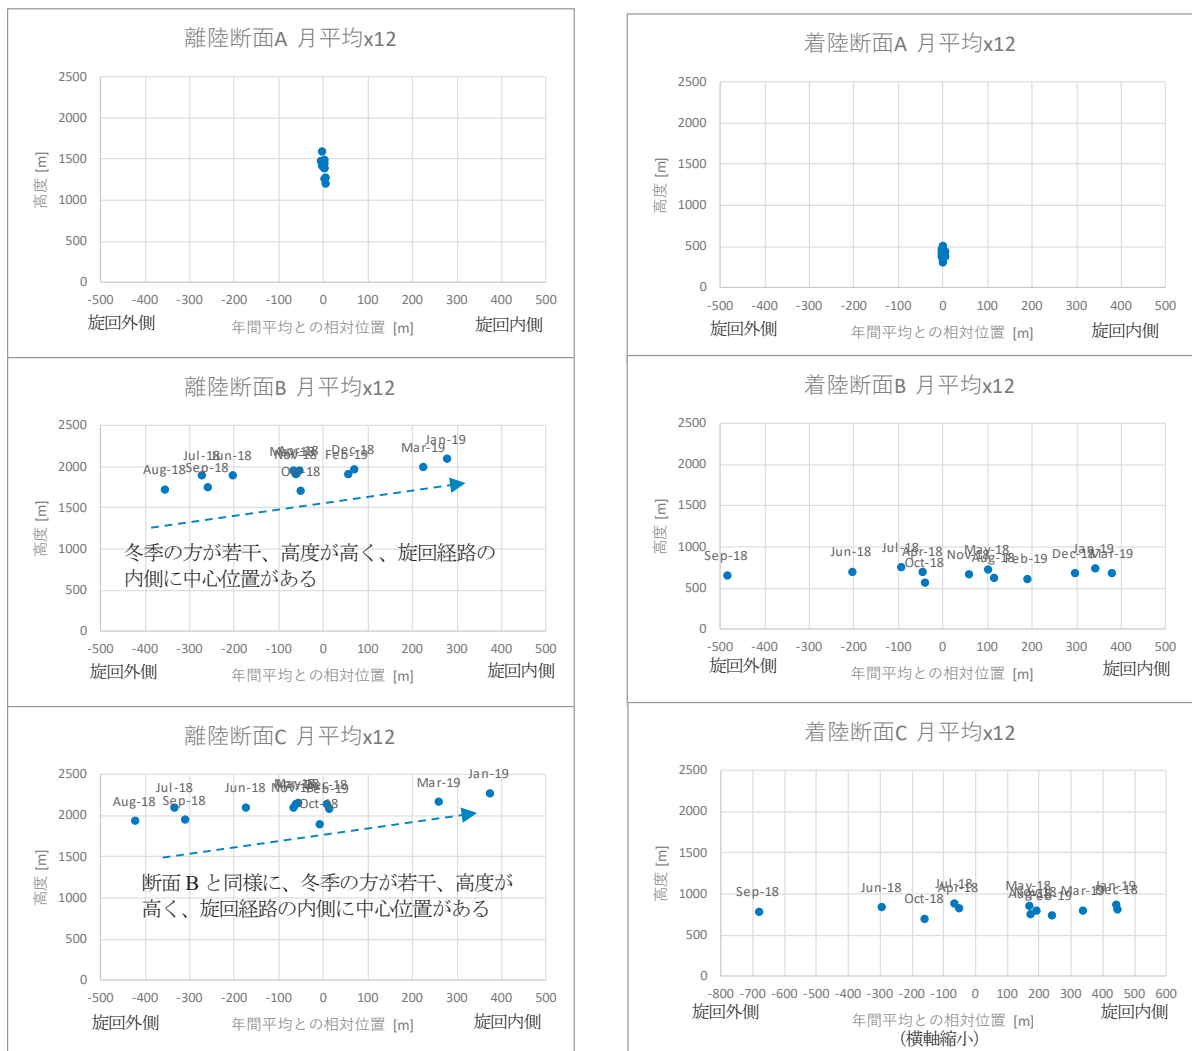 離陸断面A 月平均x12
2500
2000
1500
1000
500
0
高度 [m]
-500 -400 -300 -200 -100 0 100 200 300 400 500
旋回外側 年間平均との相対位置 [m] 旋回内側
着陸断面A 月平均x12
2500
2000
1500
1000
500
0
高度 [m]
-500 -400 -300 -200 -100 0 100 200 300 400 500
旋回外側 年間平均との相対位置 [m] 旋回内側
離陸断面B 月平均x12
2500
2000
1500
1000
500
0
高度 [m]
Jan-19
Apr-18 Dec-18 Mar-19
Jul-18 Jun-18 Nov-18 Feb-19
Aug-18 Sep-18 Oct-18
冬季の方が若干、高度が高く、旋回経路の
内側に中心位置がある
-500 -400 -300 -200 -100 0 100 200 300 400 500
旋回外側 年間平均との相対位置 [m] 旋回内側
着陸断面B 月平均x12
2500
2000
1500
1000
500
0
高度 [m]
Jul-18 May-18 Jan-19
Sep-18 Jun-18 Apr-18 Nov-18 Dec-18 Mar-19
Oct-18 Aug-18 Feb-19
-500 -400 -300 -200 -100 0 100 200 300 400 500
旋回外側 年間平均との相対位置 [m] 旋回内側
離陸断面C 月平均x12
2500
2000
1500
1000
500
0
高度 [m]
Jan-19
Jul-18 Jun-18 Nov-18 Dec-18 Feb-19 Mar-19
Aug-18 Sep-18 Oct-18
断面 B と同様に、冬季の方が若干、高度が
高く、旋回経路の内側に中心位置がある
-500 -400 -300 -200 -100 0 100 200 300 400 500
旋回外側 年間平均との相対位置 [m] 旋回内側
着陸断面C 月平均x12
2500
2000
1500
1000
500
0
高度 [m]
Jul-18 May-18 Jan-19
Sep-18 Jun-18 Apr-18 Mar-19 Dec-18
Oct-18 Feb-19
-800 -700 -600 -500 -400 -300 -200 -100 0 100 200 300 400 500 600
旋回外側 年間平均との相対位置 [m] 旋回内側
(横軸縮小)